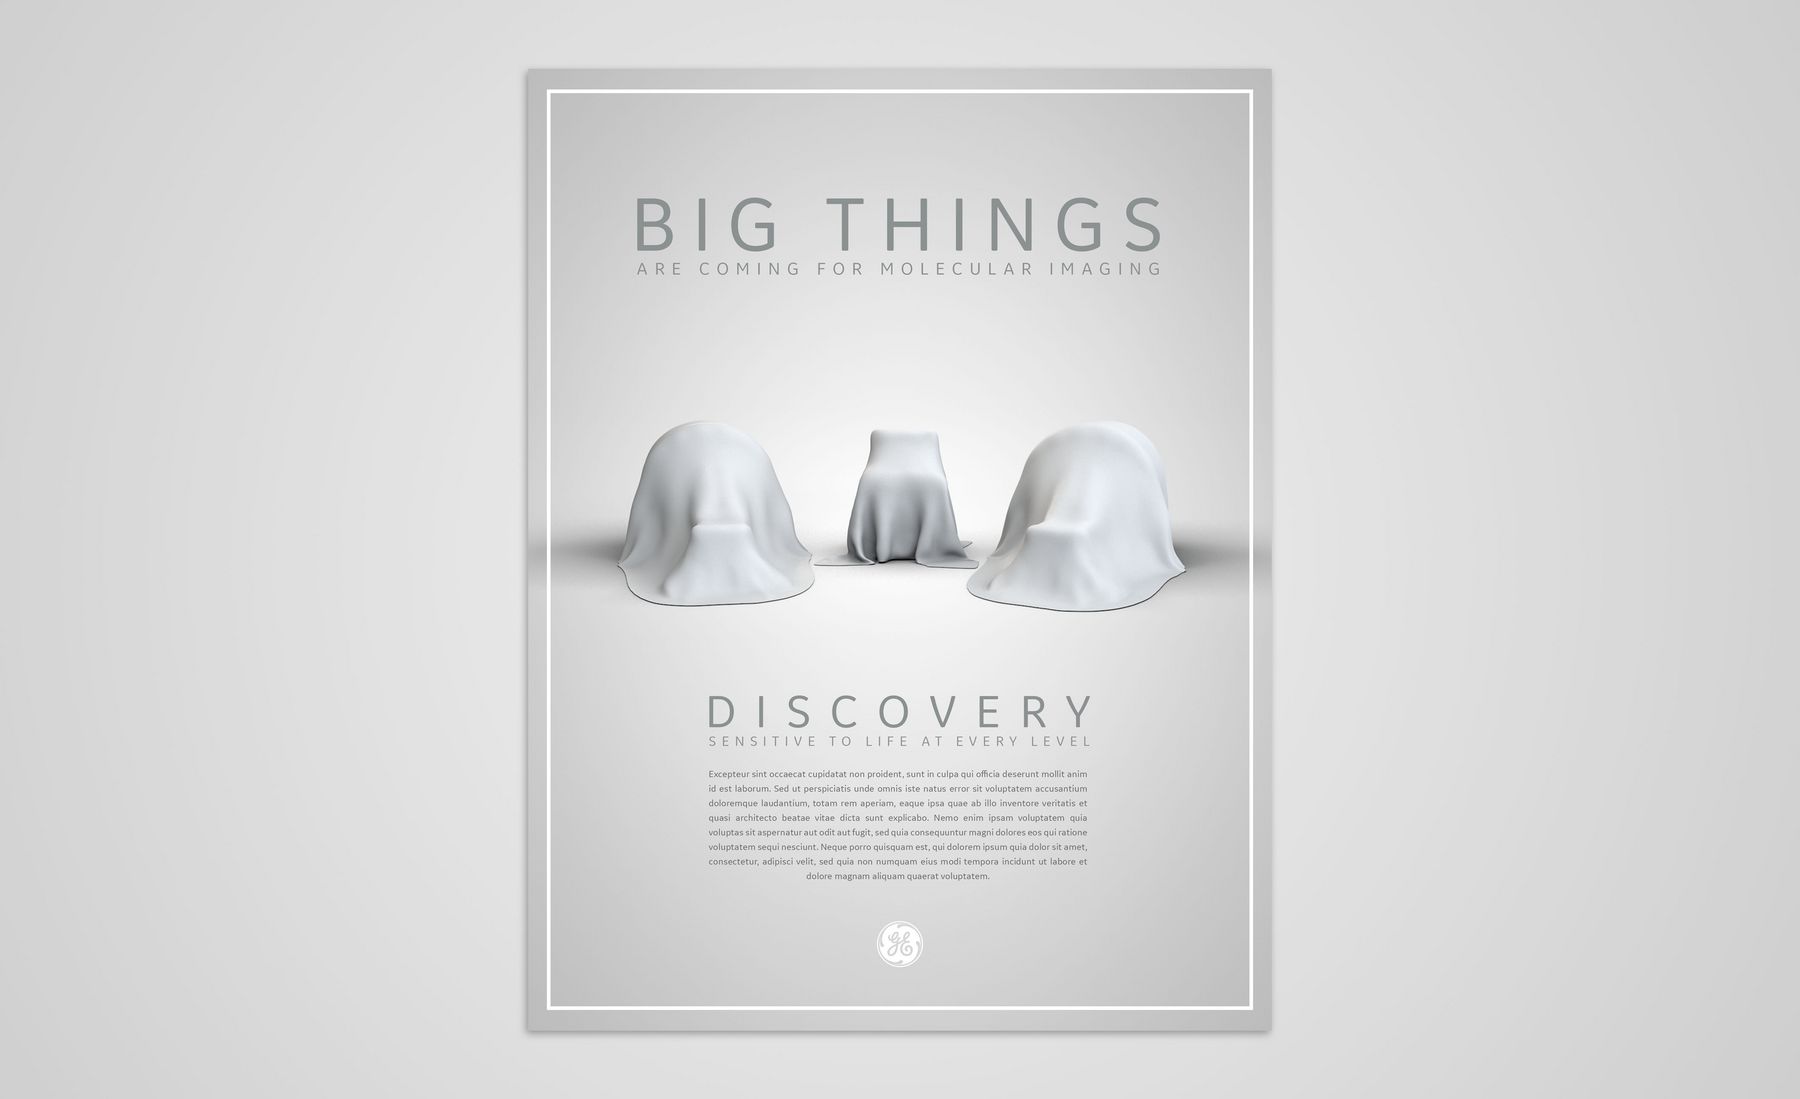 BIG THINGS
ARE COMING FOR MOLECULAR IMAGING
DISCOVERY
SENSITIVE TO LIFE AT EVERY LEVEL
Excepteur sint occaecat cupidatat non proident, sunt in culpa qui officia deserunt mollit anim
id est laborum. Sed ut perspiciatis unde omnis iste natus error sit voluptatem accusantium
doloremque laudantium, totam rem aperiam, eaque ipsa quae ab illo inventore veritatis et
quasi architecto beatae vitae dicta sunt explicabo. Nemo enim ipsam voluptatem quia
voluptas sit aspernatur aut odit aut fugit, sed quia consequuntur magni dolores eos qui ratione
voluptatem sequi nesciunt. Neque porro quisquam est, qui dolorem ipsum quia dolor sit amet,
consectetur, adipisci velit, sed quia non numquam eius modi tempora incidunt ut labore et
dolore magnam aliquam quaerat voluptatem.
GE